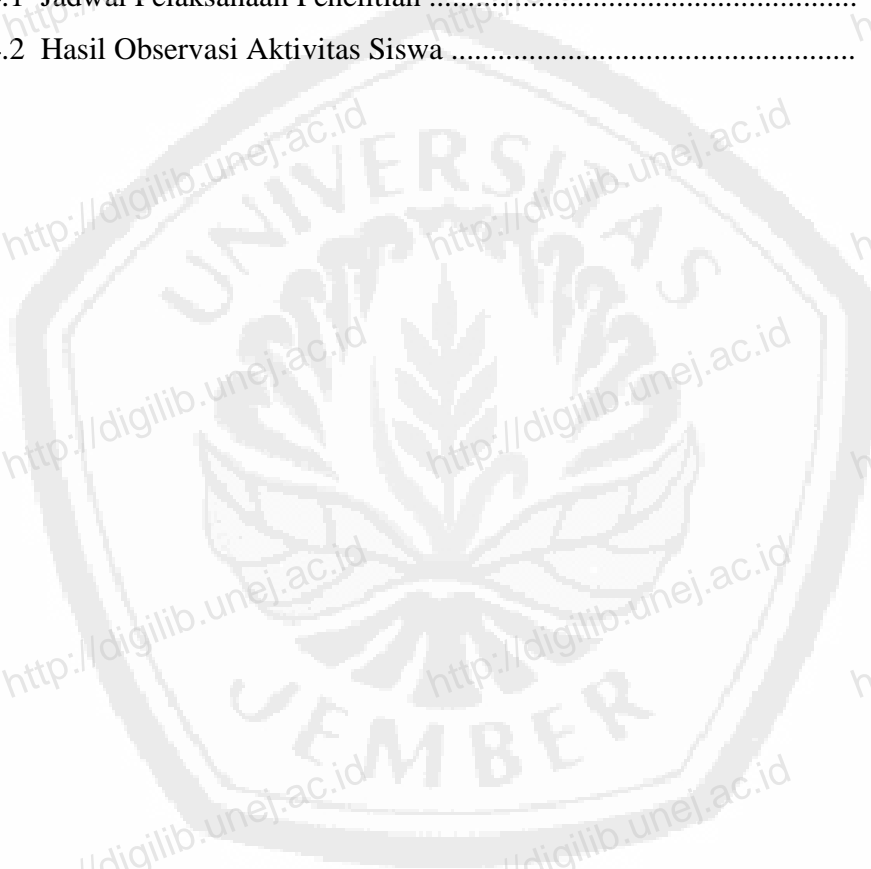 .1 Jadwal Pelaksanaan Penelitian ......................................................
.2 Hasil Observasi Aktivitas Siswa ....................................................
http://digilib.unej.ac.id
http://digilib.unej.ac.id
UNIVERSITAS
http://digilib.unej.ac.id
http://digilib.unej.ac.id
http://digilib.unej.ac.id
http://digilib.unej.ac.id
JEMBER
http://digilib.unej.ac.id
http://digilib.unej.ac.id